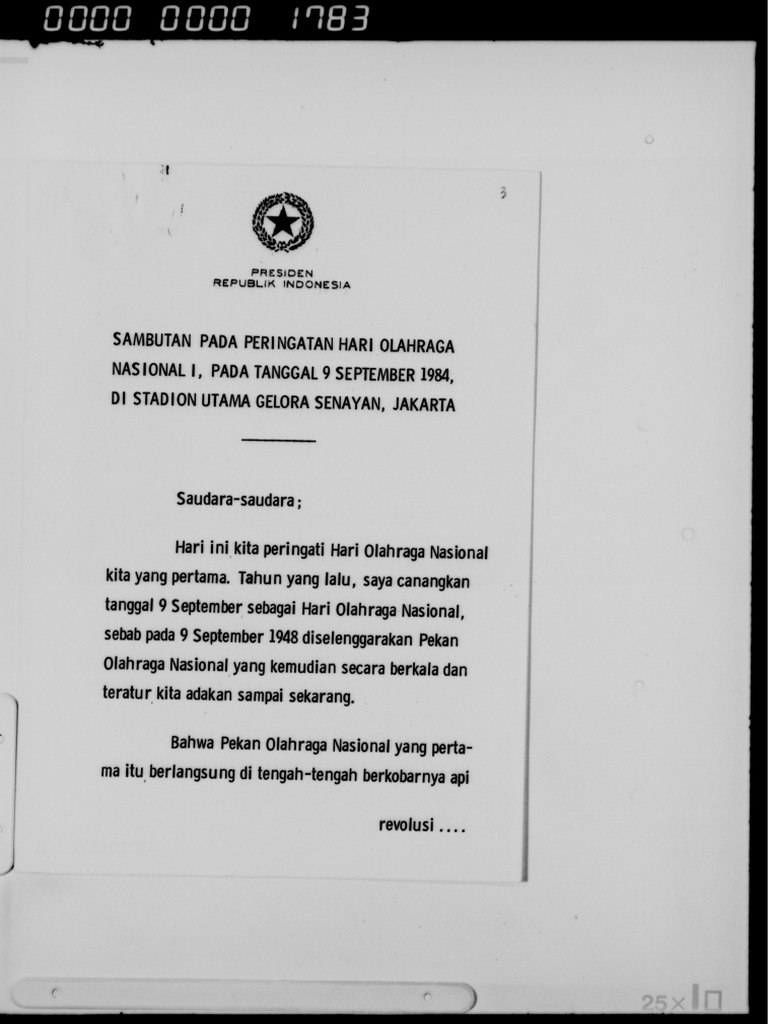 0000 0000 1783
3
PRESIDEN
REPUBLIK INDONESIA
SAMBUTAN PADA PERINGATAN HARI OLAHRAGA
NASIONAL I, PADA TANGGAL 9 SEPTEMBER 1984,
DI STADION UTAMA GELORA SENAYAN, JAKARTA
Saudara-saudara;
Hari ini kita peringati Hari Olahraga Nasional
kita yang pertama. Tahun yang lalu, saya canangkan
tanggal 9 September sebagai Hari Olahraga Nasional,
sebab pada 9 September 1948 diselenggarakan Pekan
Olahraga Nasional yang kemudian secara berkala dan
teratur kita adakan sampai sekarang.
Bahwa Pekan Olahraga Nasional yang perta-
ma itu berlangsung di tengah-tengah berkobarnya api
revolusi ....
25×